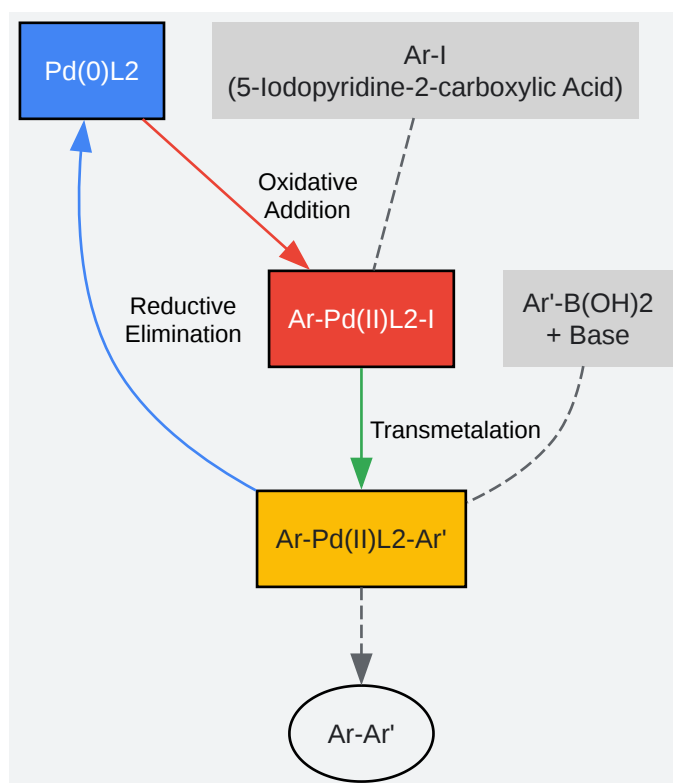 Pd(0)L2
Ar-I
(5-Iodopyridine-2-carboxylic Acid)
Oxidative
Addition
Ar-Pd(II)L2-I
Ar'-B(OH)2
+ Base
Reductive
Elimination
Transmetalation
Ar-Pd(II)L2-Ar'
Ar-Ar'